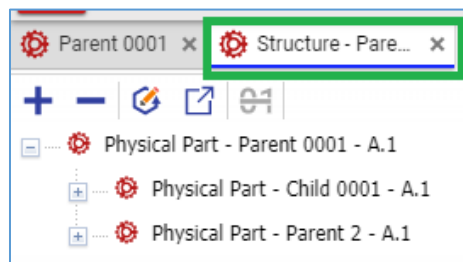 Parent 0001 Structure - Pare...
Physical Part - Parent 0001 - A.1
Physical Part - Child 0001 - A.1
Physical Part - Parent 2 - A.1